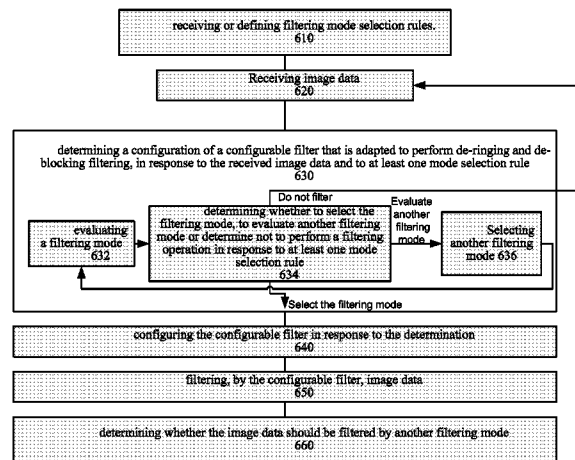 receiving or defining filtering mode selection rules.
610
Receiving image data
620
determining a configuration of a configurable filter that is adapted to perform de-ringing and de-
blocking filtering, in response to the received image data and to at least one mode selection rule
630
Do not filter
evaluating
a filtering mode
632
determining whether to select the
filtering mode, to evaluate another filtering
mode or determine not to perform a filtering
operation in response to at least one mode
selection rule
634
Evaluate
another
filtering
mode
Selecting
another filtering
mode 636
Select the filtering mode
configuring the configurable filter in response to the determination
640
filtering, by the configurable filter, image data
650
determining whether the image data should be filtered by another filtering mode
660